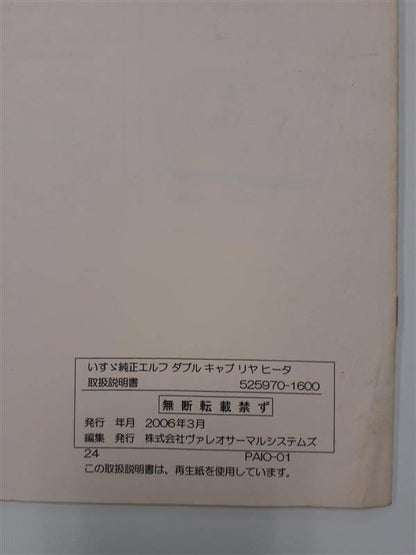 いすゞ純正エルフ ダブル キャブ リヤ ヒータ
取扱説明書 525970-1600
無断転載禁ず
発行 年月 2006年3月
編集 発行 株式会社ヴァレオサーマルシステムズ
24 PAIO-01
この取扱説明書は、再生紙を使用しています。